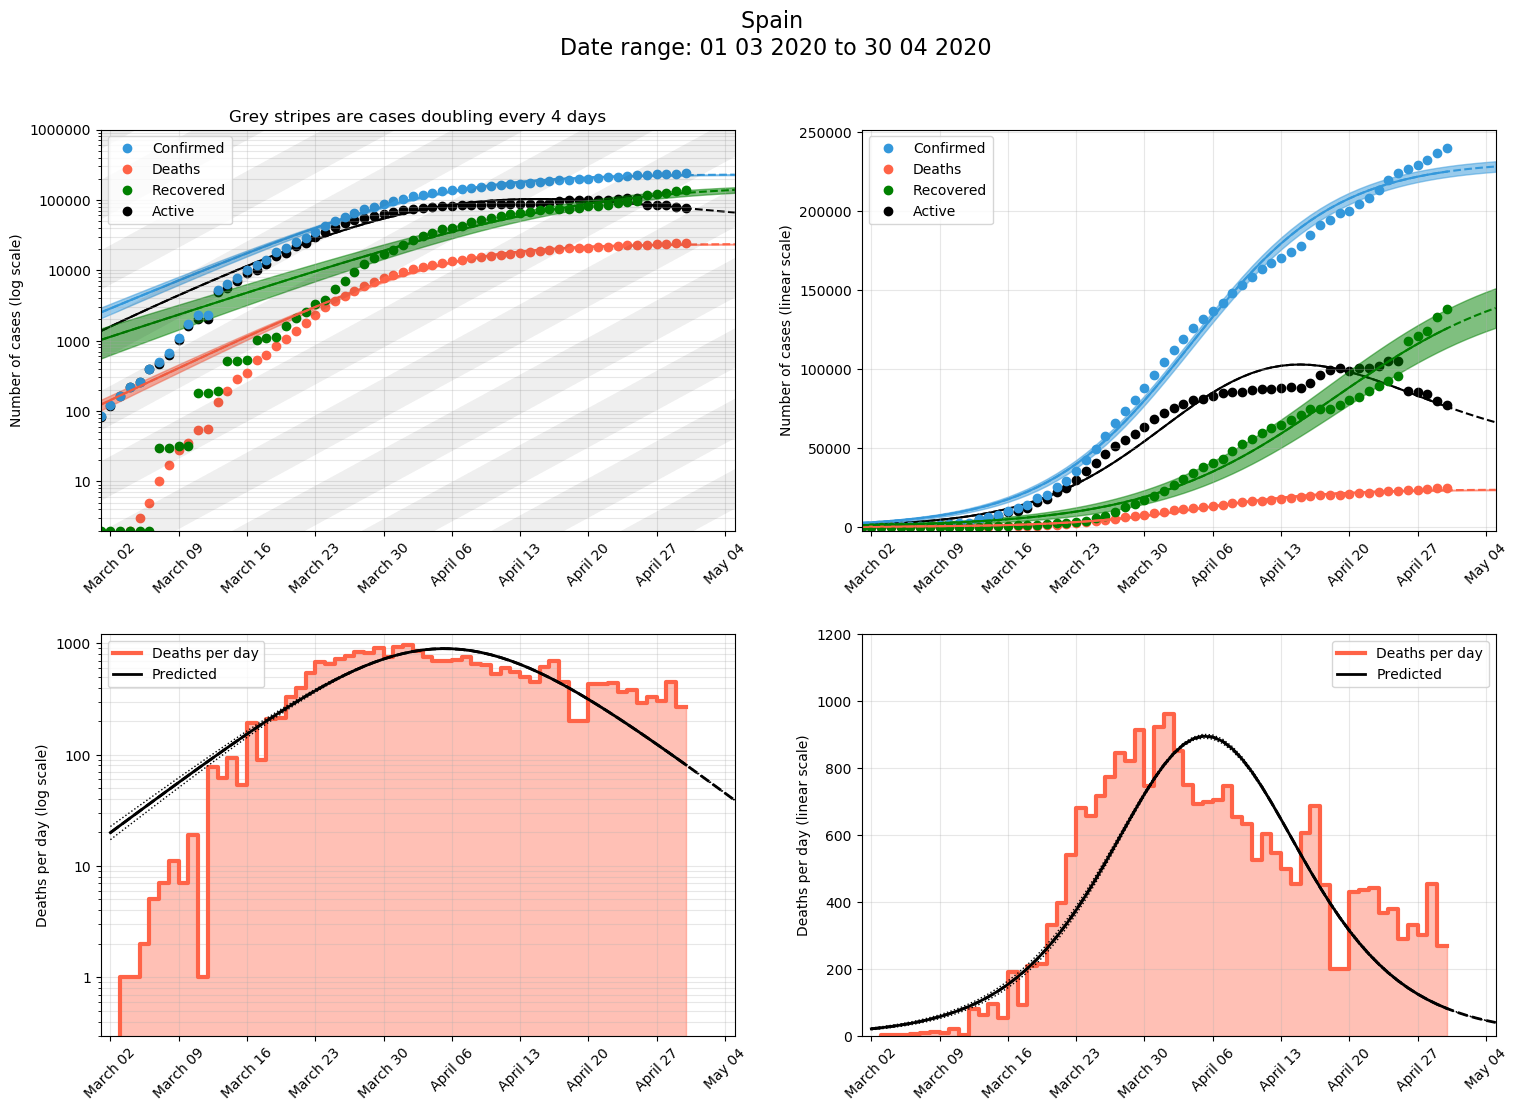 Spain
Date range: 01 03 2020 to 30 04 2020
Grey stripes are cases doubling every 4 days
Number of cases (log scale)
1000000
100000
10000
1000
100
10
Confirmed
Deaths
Recovered
Active
March 02
March 09
March 16
March 23
March 30
April 06
April 13
April 20
April 27
May 04
Number of cases (linear scale)
250000
200000
150000
100000
50000
0
Confirmed
Deaths
Recovered
Active
March 02
March 09
March 16
March 23
March 30
April 06
April 13
April 20
April 27
May 04
Deaths per day (log scale)
1000
100
10
1
Deaths per day
Predicted
March 02
March 09
March 16
March 23
March 30
April 06
April 13
April 20
April 27
May 04
Deaths per day (linear scale)
1200
1000
800
600
400
200
0
Deaths per day
Predicted
March 02
March 09
March 16
March 23
March 30
April 06
April 13
April 20
April 27
May 04